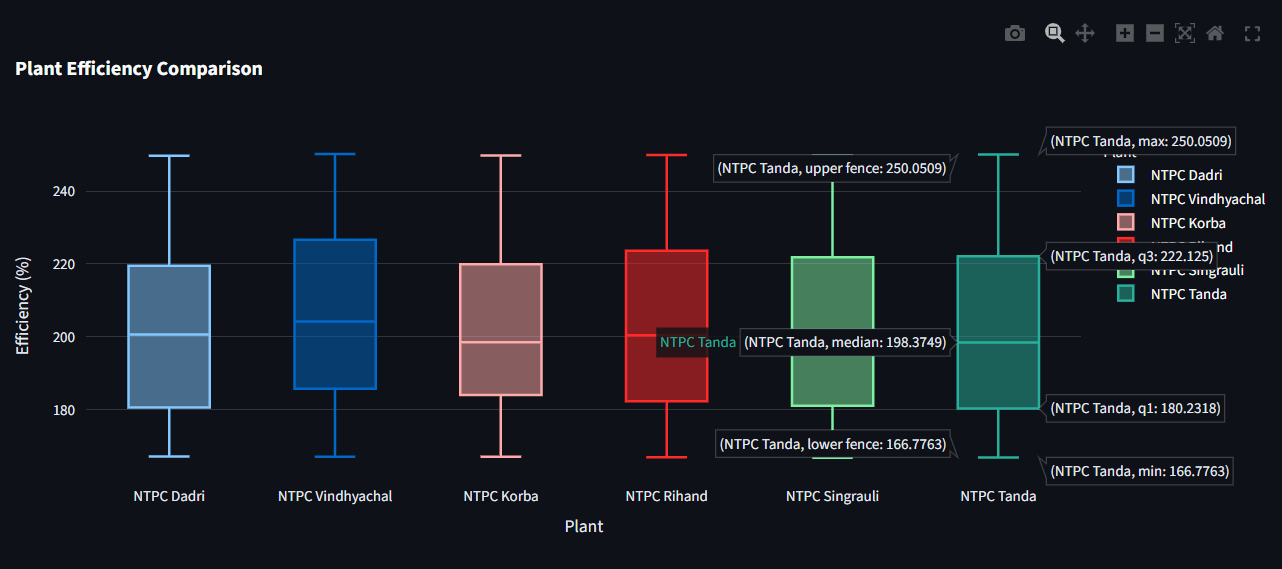 Plant Efficiency Comparison
(NTPC Tanda, max: 250.0509)
(NTPC Tanda, upper fence: 250.0509)
NTPC Dadri
NTPC Vindhyachal
NTPC Korba
(NTPC Tanda, q3: 222.125)
NTPC Singrauli
NTPC Tanda
240
220
200
180
Efficiency (%)
NTPC Tanda
(NTPC Tanda, median: 198.3749)
(NTPC Tanda, q1: 180.2318)
(NTPC Tanda, lower fence: 166.7763)
(NTPC Tanda, min: 166.7763)
NTPC Dadri
NTPC Vindhyachal
NTPC Korba
NTPC Rihand
NTPC Singrauli
NTPC Tanda
Plant